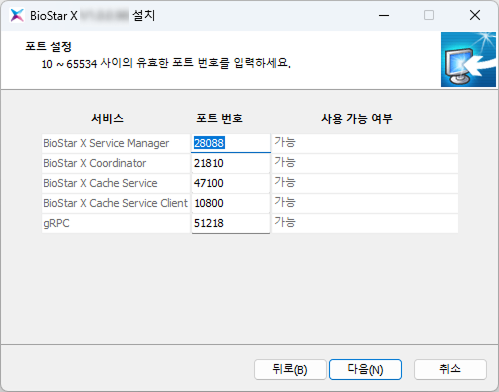 BioStar X 설치
포트 설정
10 ~ 65534 사이의 유효한 포트 번호를 입력하세요.
서비스 포트 번호 사용 가능 여부
BioStar X Service Manager 28088 가능
BioStar X Coordinator 21810 가능
BioStar X Cache Service 47100 가능
BioStar X Cache Service Client 10800 가능
gRPC 51218 가능
뒤로(B) 다음(N) 취소